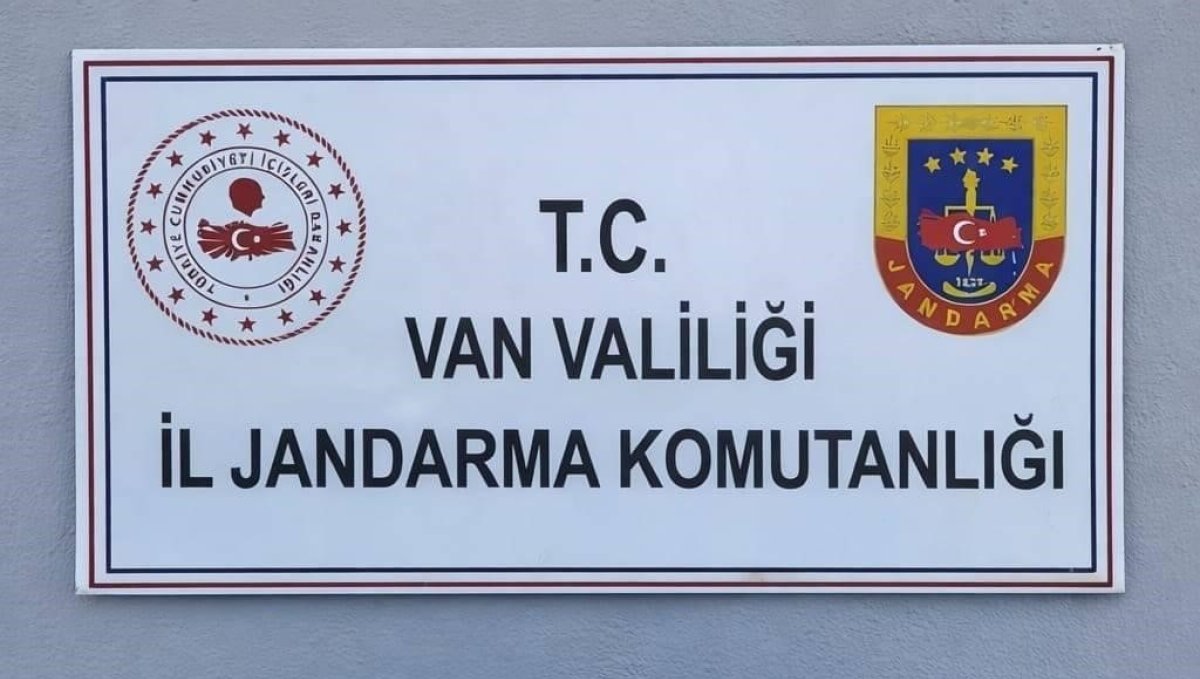 T.C.
VAN VALİLİĞİ
İL JANDARMA KOMUTANLIĞI
JANDARMA